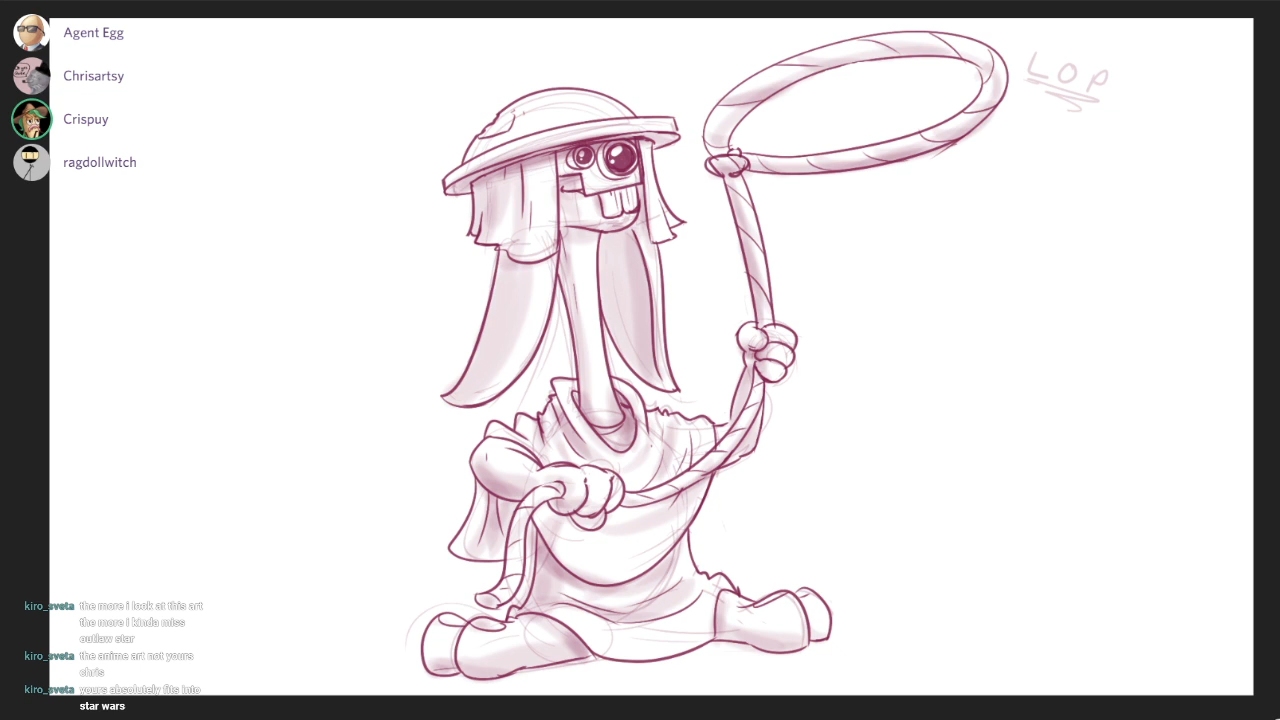 Agent Egg
Chrisartsy
Crispuy
ragdollwitch
LOP
kiro_sveta the more i look at this art
the more I kinda miss
outlaw star
kiro_sveta the anime art not yours
chris
kiro_sveta yours absolutely fits into
star wars